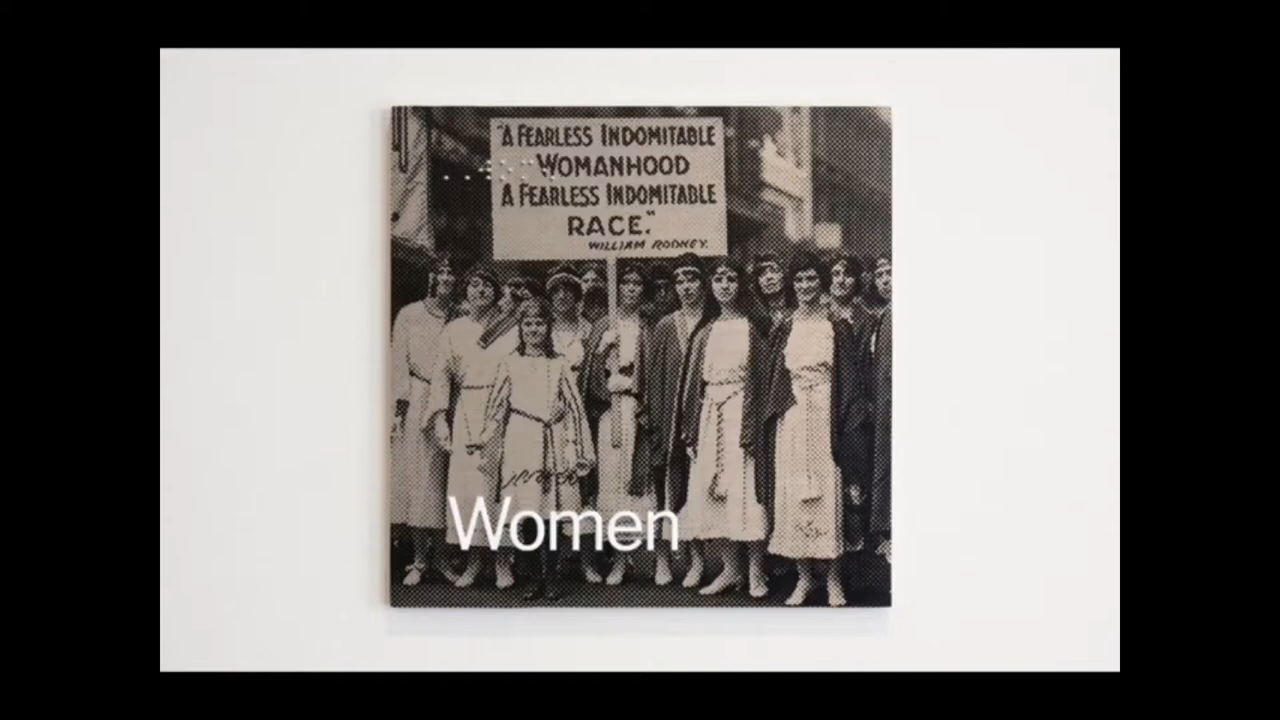 "A FEARLESS INDOMITABLE
WOMANHOOD
A FEARLESS INDOMITABLE
RACE."
WILLIAM RODNEY.
Women